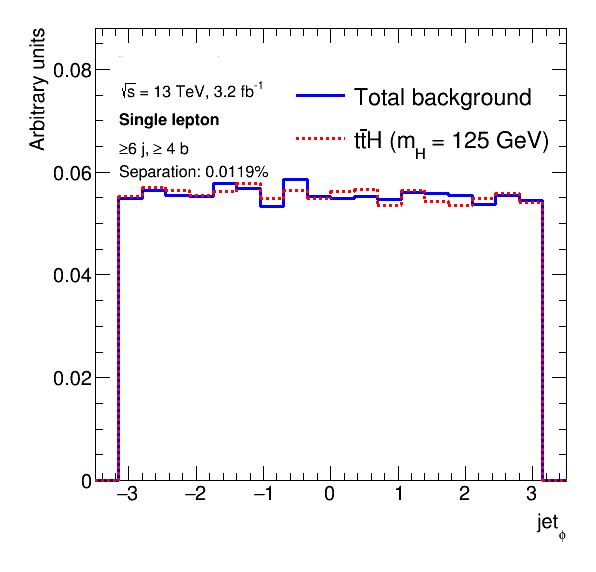 Arbitrary units
0.08
0.06
0.04
0.02
0
√s = 13 TeV, 3.2 fb⁻¹
Single lepton
≥6 j, ≥ 4 b
Separation: 0.0119%
Total background
tt̄H (m_H = 125 GeV)
−3 −2 −1 0 1 2 3
jet_ϕ